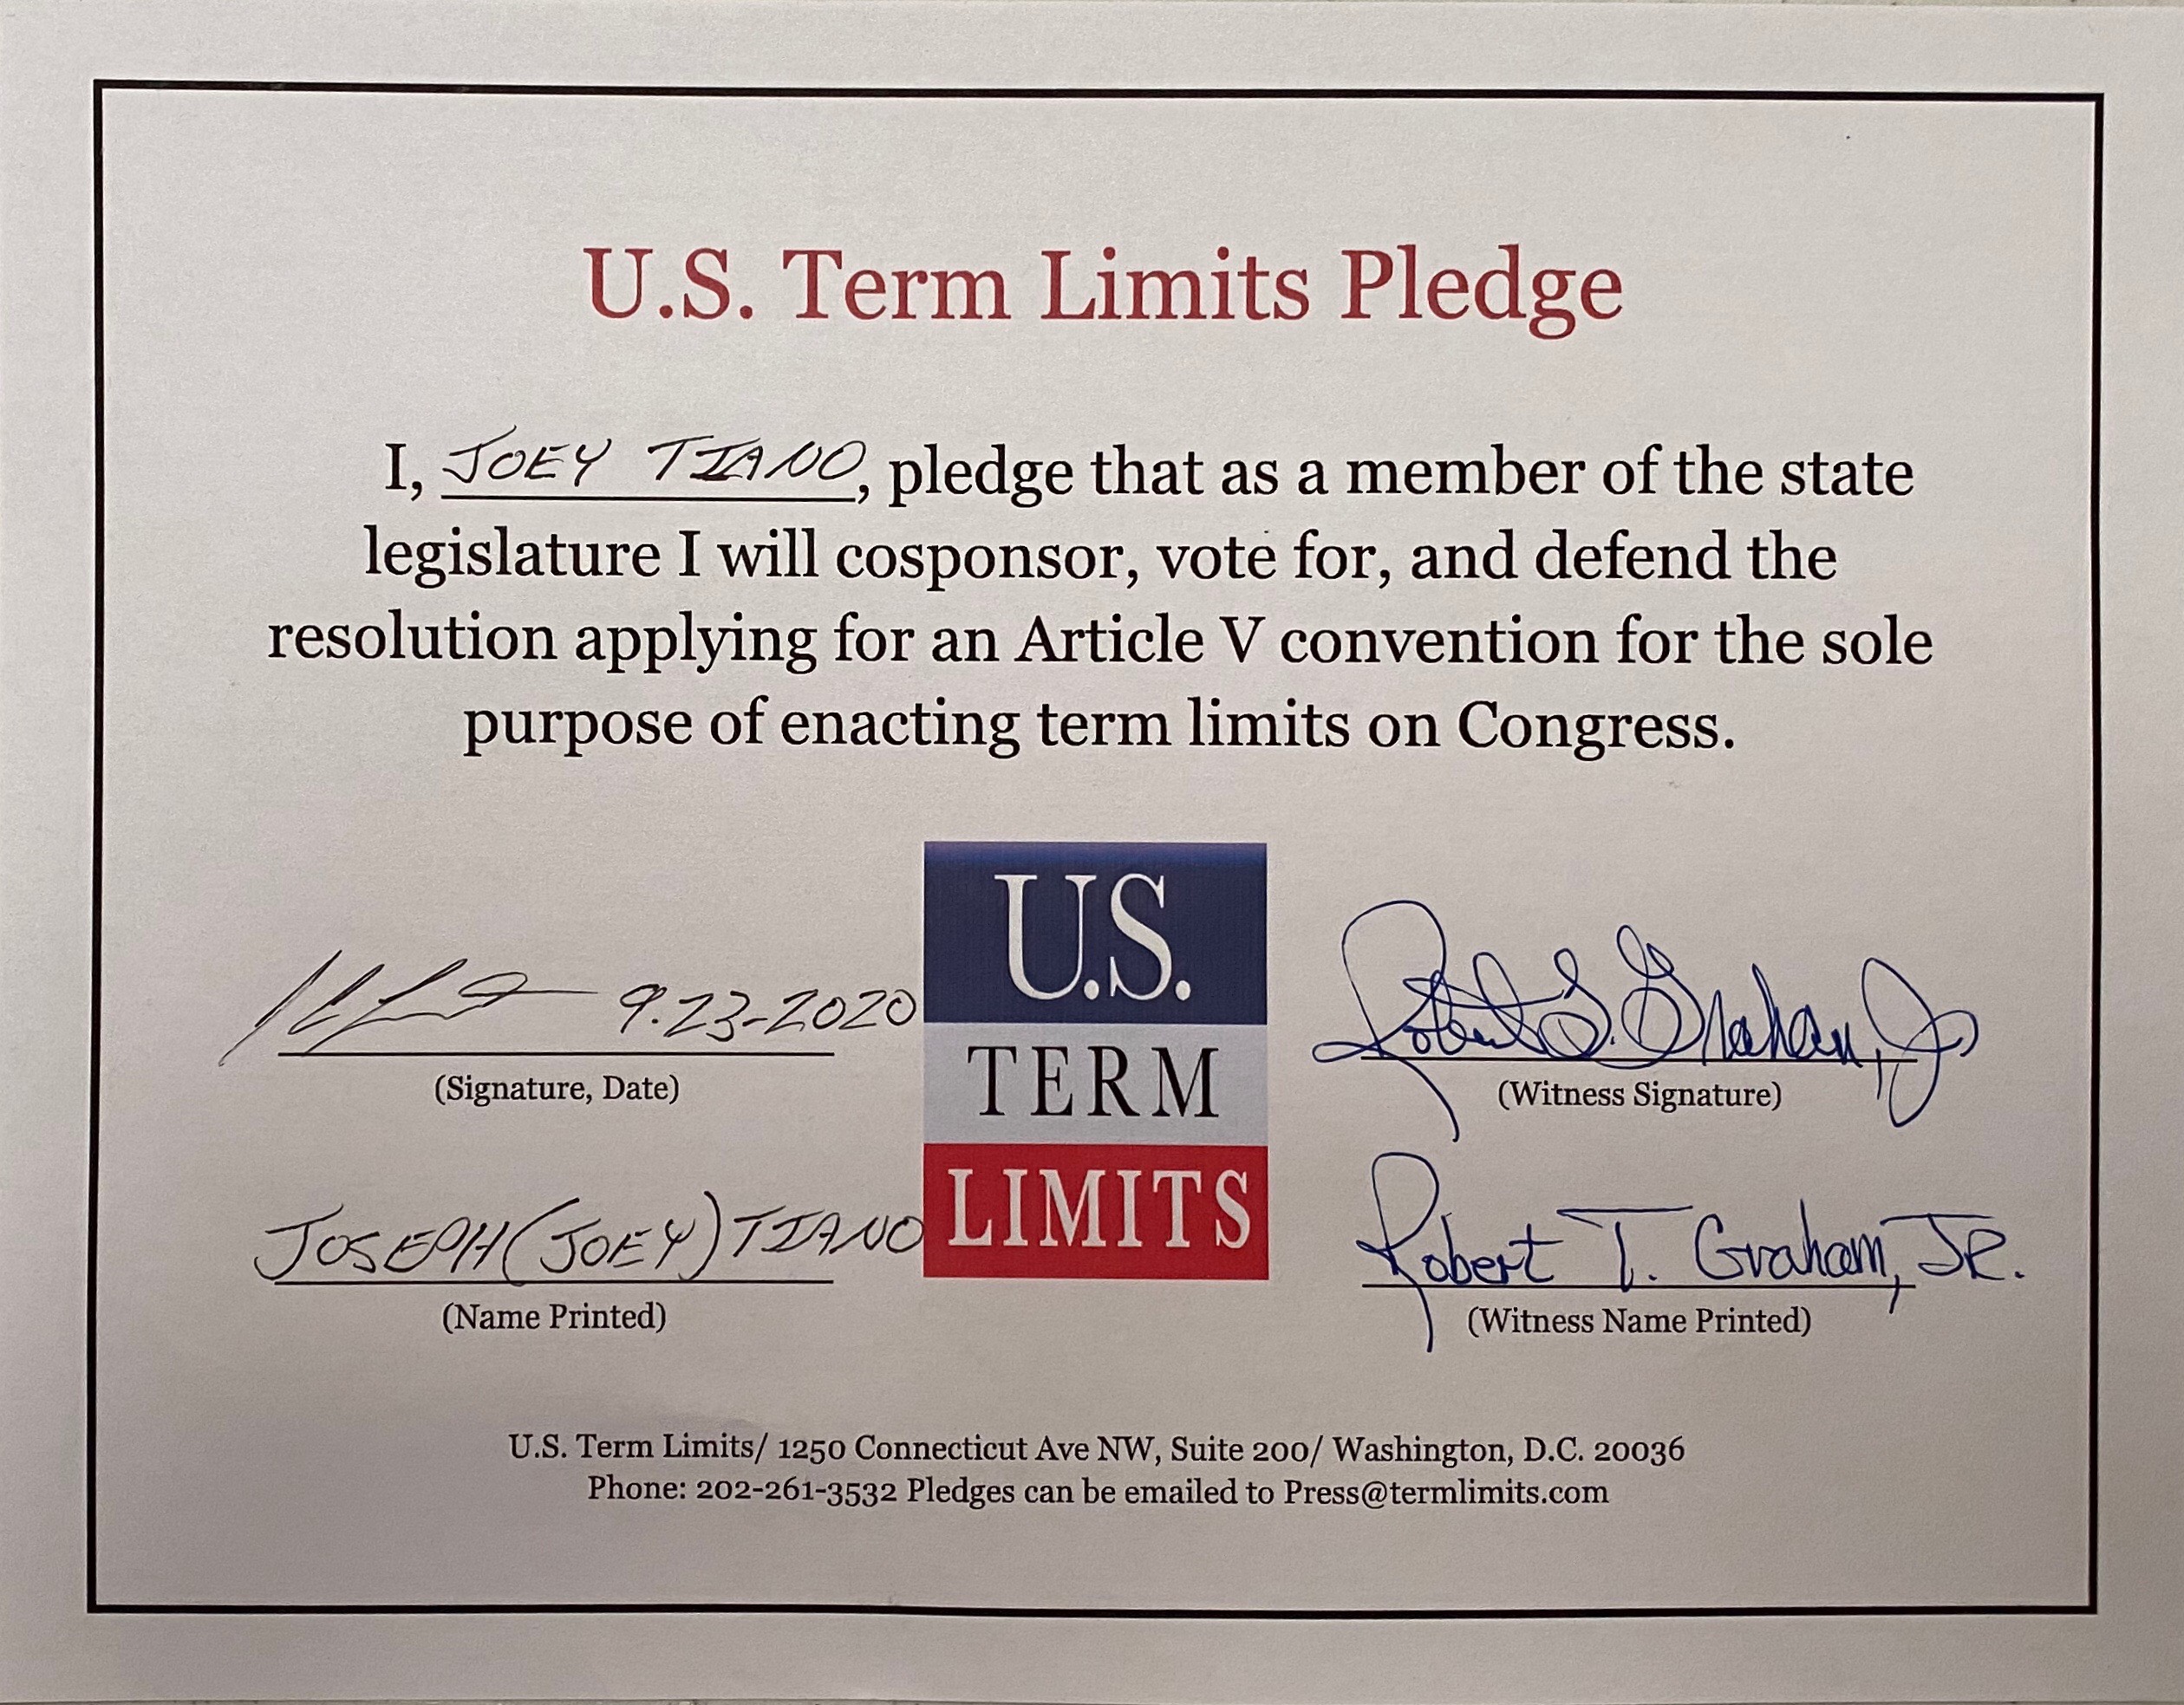 U.S. Term Limits Pledge
I, JOEY TIANO, pledge that as a member of the state
legislature I will cosponsor, vote for, and defend the
resolution applying for an Article V convention for the sole
purpose of enacting term limits on Congress.
U.S.
TERM
LIMITS
9.23-2020
(Signature, Date)
Robert T. Graham, Jr
(Witness Signature)
JOSEPH (JOEY) TIANO
(Name Printed)
Robert T. Graham, JR.
(Witness Name Printed)
U.S. Term Limits/ 1250 Connecticut Ave NW, Suite 200/ Washington, D.C. 20036
Phone: 202-261-3532 Pledges can be emailed to Press@termlimits.com